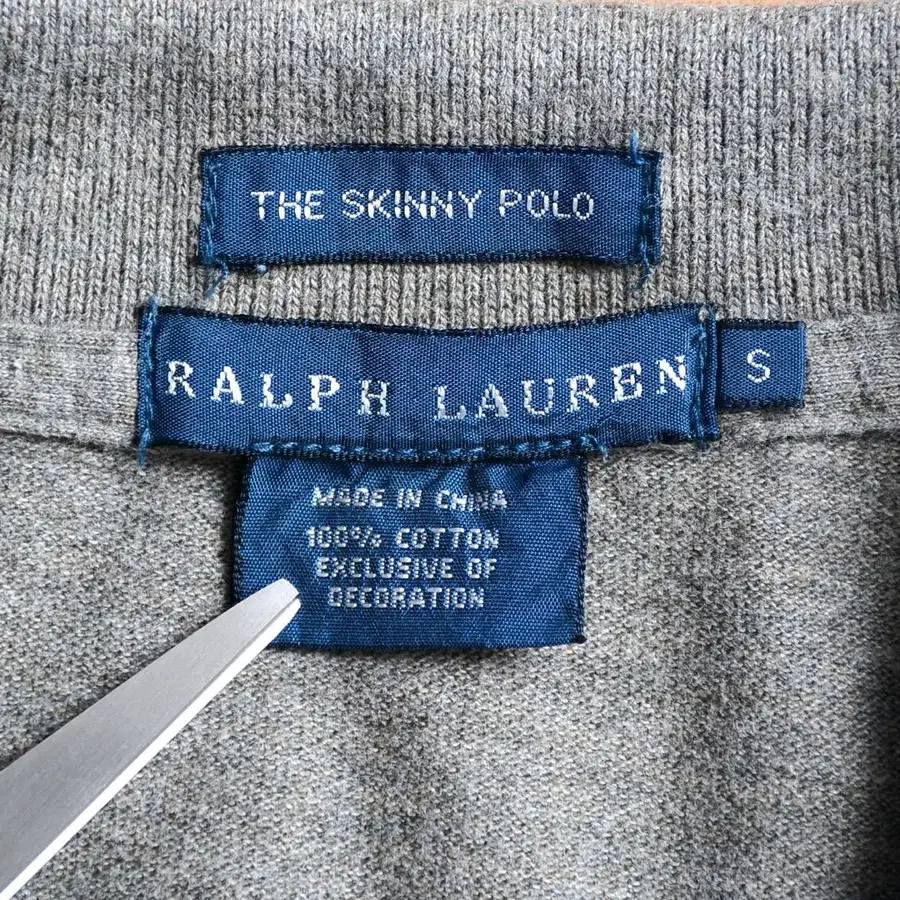 THE SKINNY POLO
RALPH LAUREN
S
MADE IN CHINA
100% COTTON
EXCLUSIVE OF
DECORATION